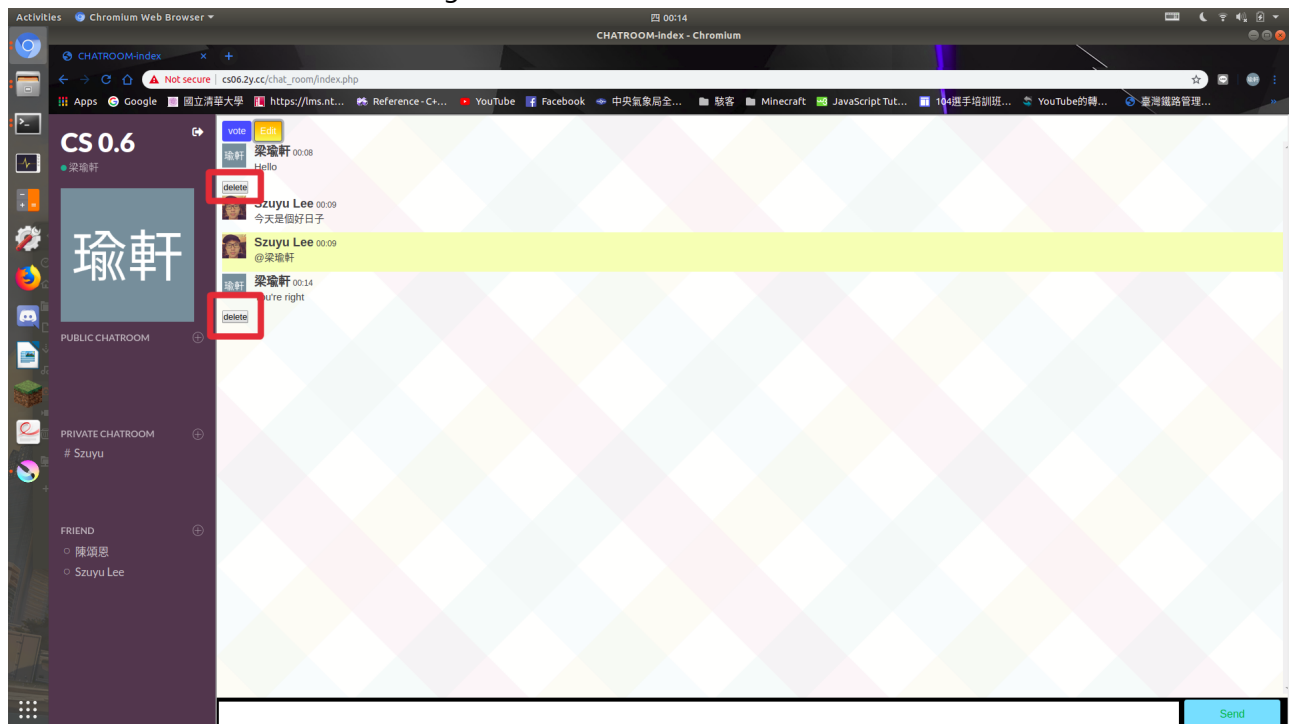 Activities Chromium Web Browser 四 00:14
CHATROOM-index - Chromium
CHATROOM-index
Not secure cs06.2y.cc/chat_room/index.php
Apps Google 國立清華大學 https://lms.nt... Reference - C+... YouTube Facebook 中央氣象局全... 駭客 Minecraft JavaScript Tut... 104選手培訓班... YouTube的轉... 臺灣鐵路管理...
CS 0.6
梁瑜軒
瑜軒
PUBLIC CHATROOM
PRIVATE CHATROOM
# Szuyu
FRIEND
陳頌恩
Szuyu Lee
vote Edit
瑜軒 梁瑜軒 00:08
Hello
delete
Szuyu Lee 00:09
今天是個好日子
Szuyu Lee 00:09
@梁瑜軒
瑜軒 梁瑜軒 00:14
're right
delete
Send